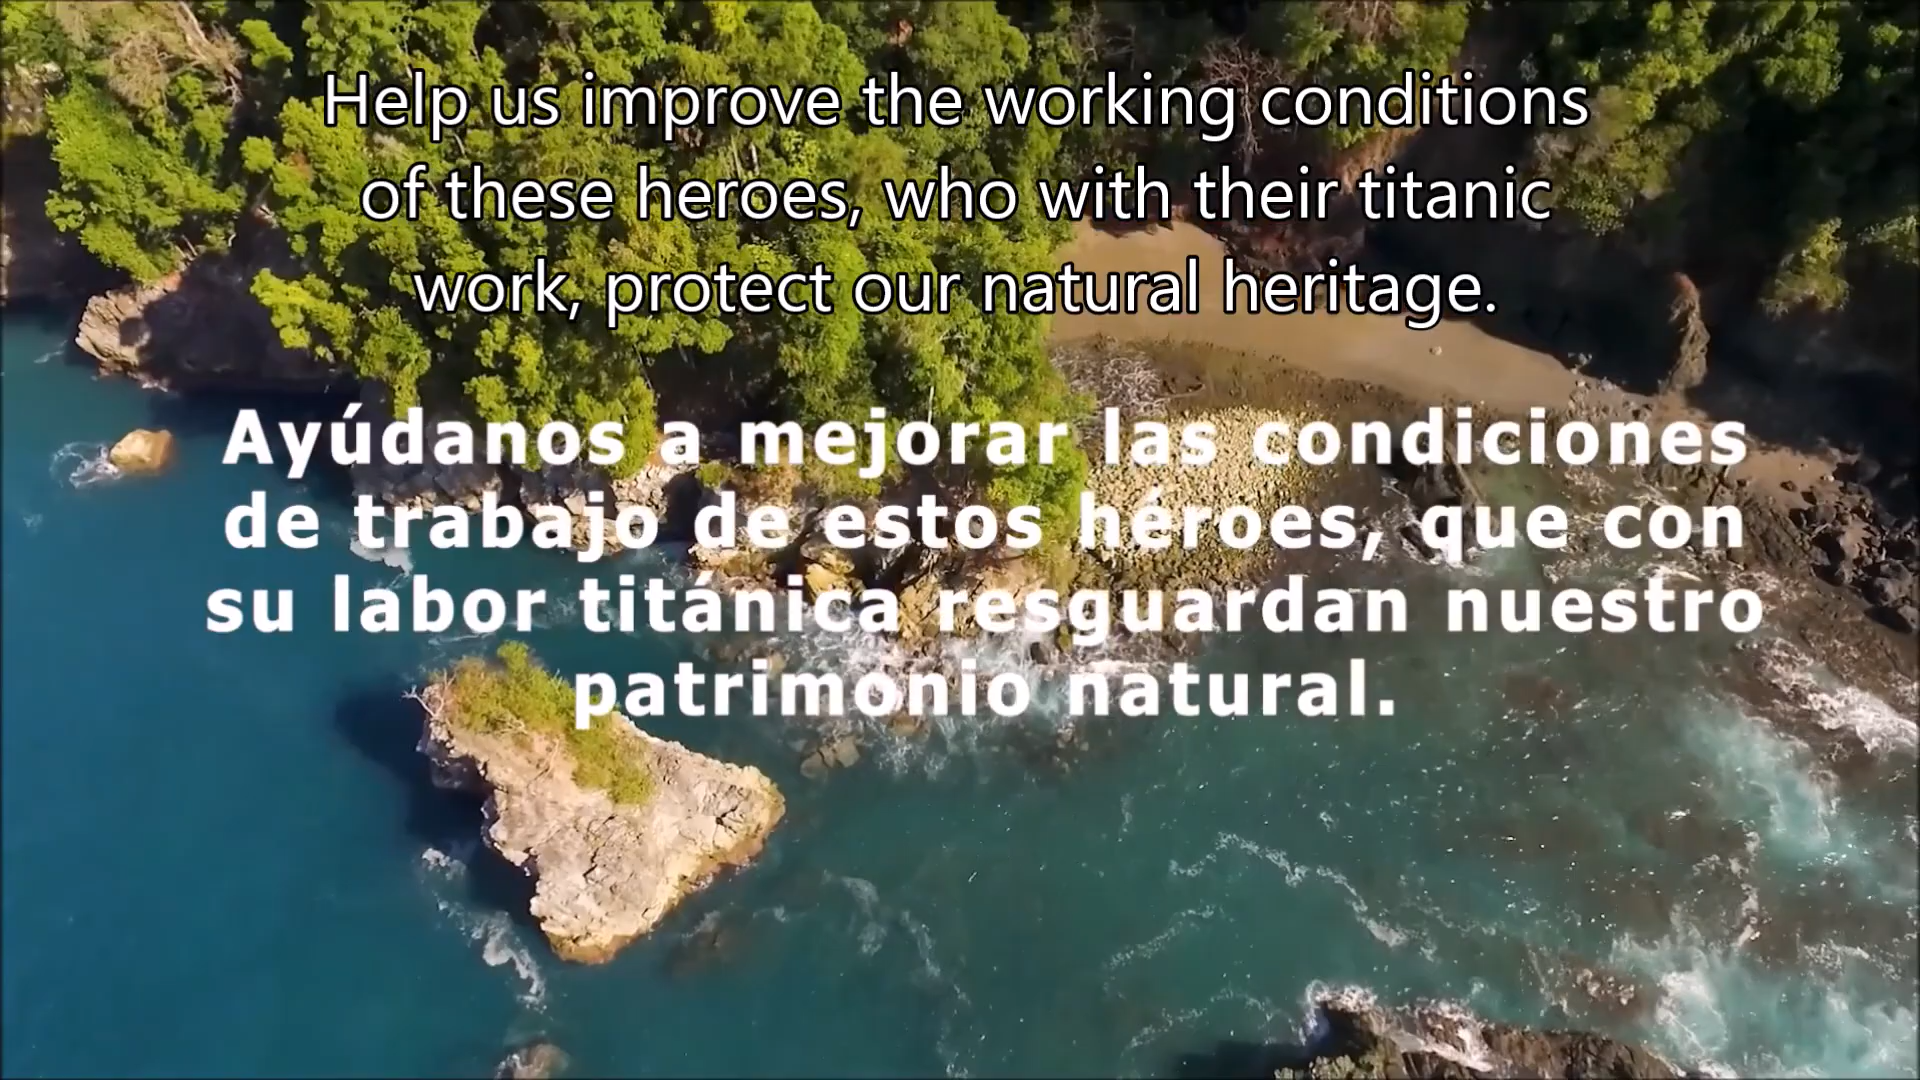 Help us improve the working conditions
of these heroes, who with their titanic
work, protect our natural heritage.
Ayúdanos a mejorar las condiciones
de trabajo de estos héroes, que con
su labor titánica resguardan nuestro
patrimonio natural.